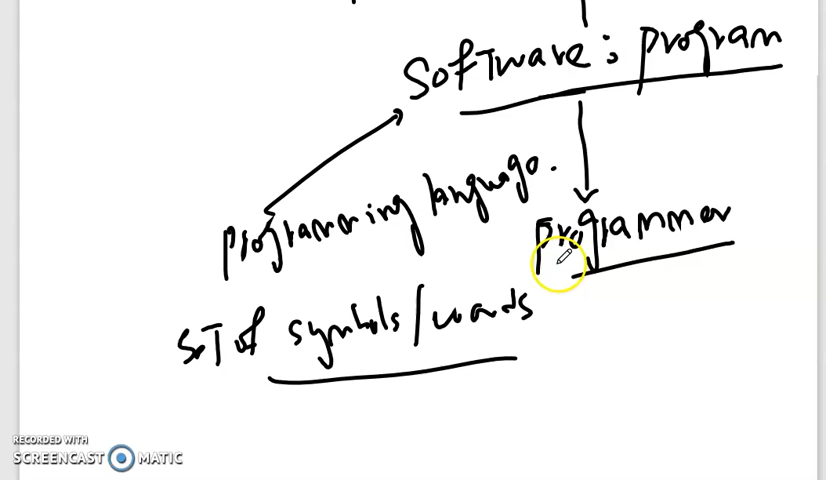 Software : program
programming language.
programmer
SeT of symbols/words
RECORDED WITH
SCREENCAST MATIC